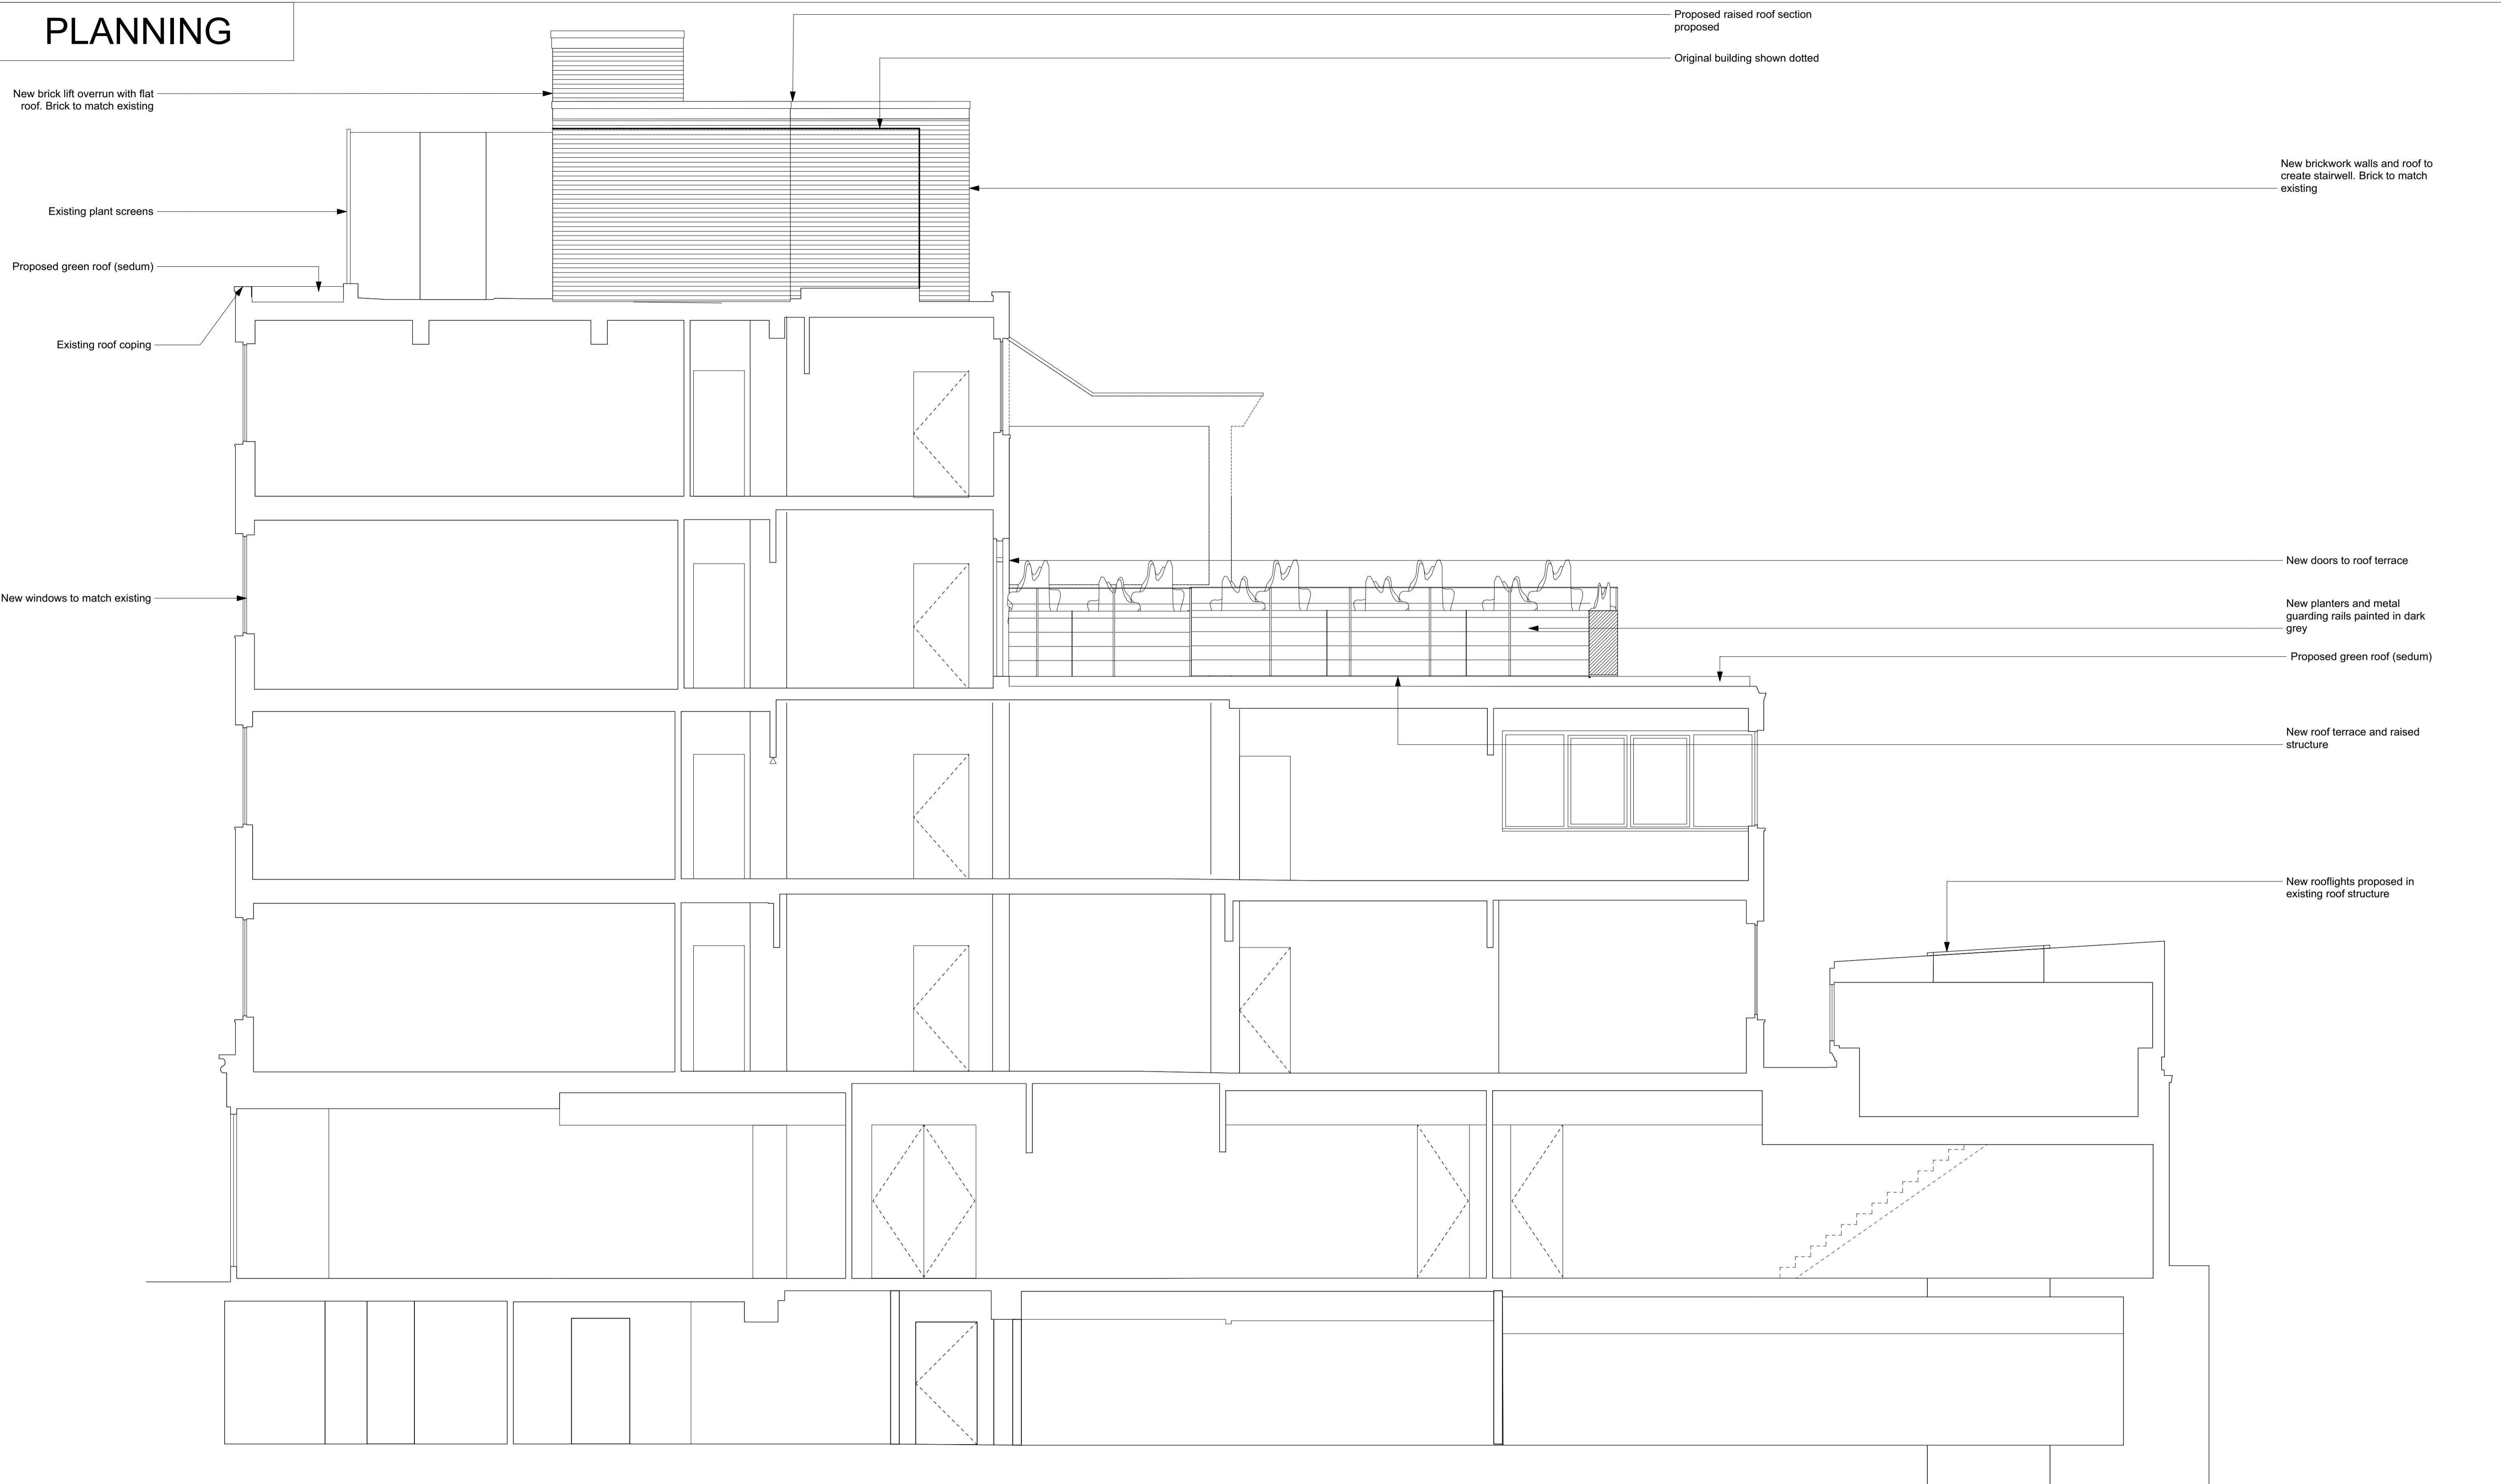 PLANNING
Proposed raised roof section
proposed
Original building shown dotted
New brick lift overrun with flat
roof. Brick to match existing
New brickwork walls and roof to
create stairwell. Brick to match
existing
Existing plant screens
Proposed green roof (sedum)
Existing roof coping
New doors to roof terrace
New windows to match existing
New planters and metal
guarding rails painted in dark
grey
Proposed green roof (sedum)
New roof terrace and raised
structure
New rooflights proposed in
existing roof structure